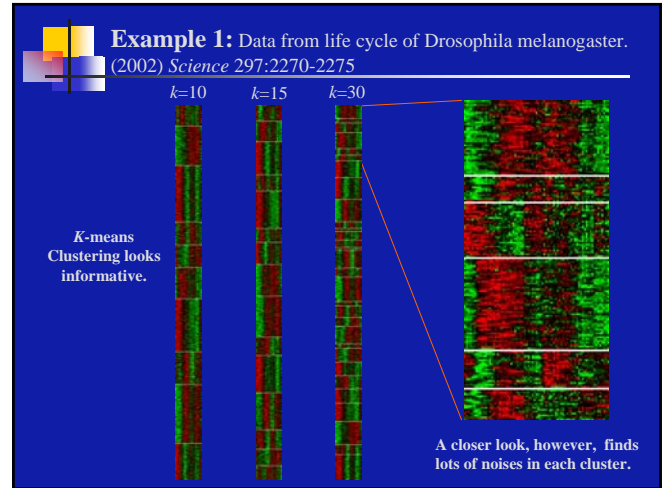 Example 1: Data from life cycle of Drosophila melanogaster.
(2002) Science 297:2270-2275
k=10 k=15 k=30
K-means
Clustering looks
informative.
A closer look, however, finds
lots of noises in each cluster.